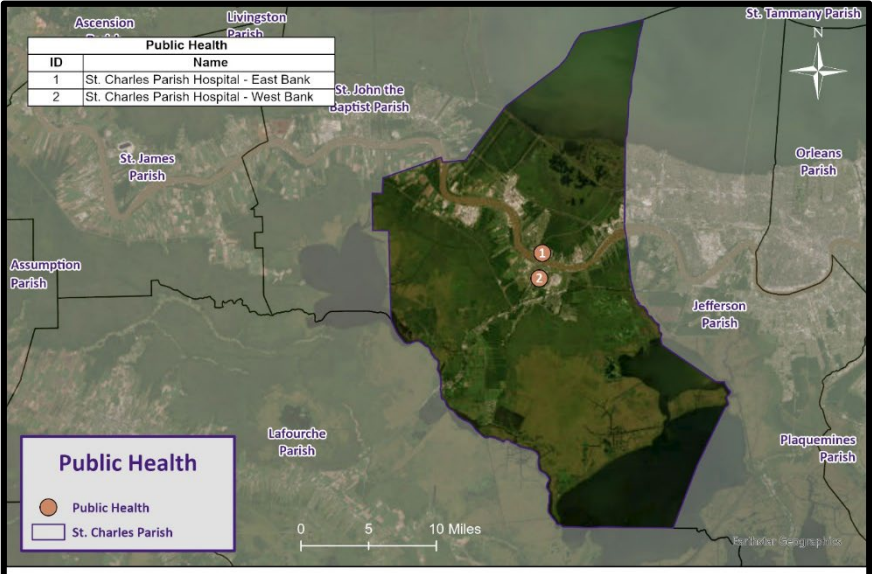 Ascension
Parish
Livingston
Parish
St. Tammany Parish
N
Public Health
ID Name
1 St. Charles Parish Hospital - East Bank
2 St. Charles Parish Hospital - West Bank
St. John the
Baptist Parish
St. James
Parish
Orleans
Parish
1
2
Assumption
Parish
Jefferson
Parish
Lafourche
Parish
Plaquemines
Parish
Public Health
Public Health
St. Charles Parish
0 5 10 Miles
Earthstar Geographics